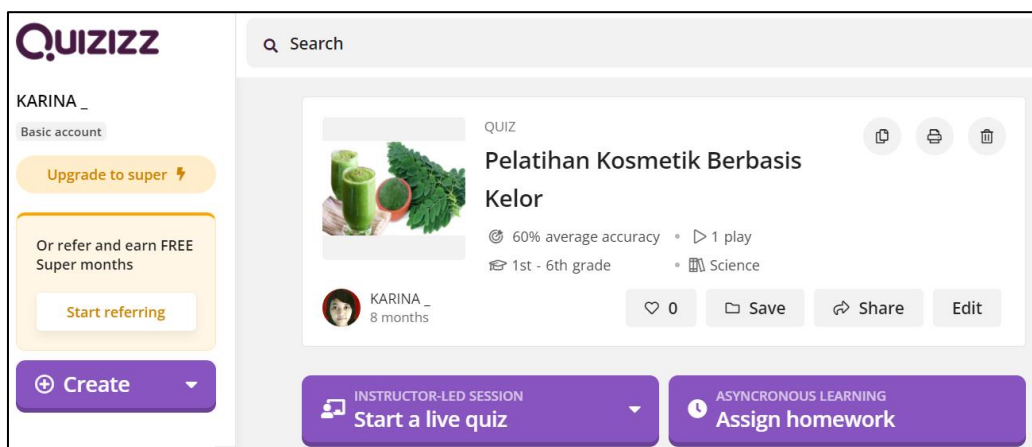 QUIZIZZ
KARINA _
Basic account
Upgrade to super
Or refer and earn FREE
Super months
Start referring
Create
Search
QUIZ
Pelatihan Kosmetik Berbasis
Kelor
60% average accuracy • 1 play
1st - 6th grade • Science
KARINA _
8 months
0 Save Share Edit
INSTRUCTOR-LED SESSION
Start a live quiz
ASYNCRONOUS LEARNING
Assign homework